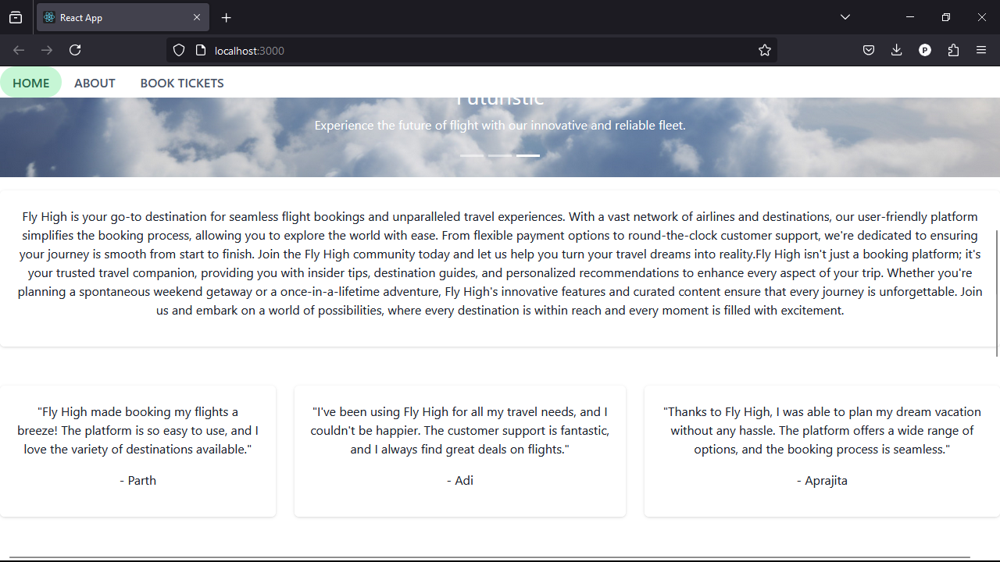 React App
localhost:3000
P
HOME ABOUT BOOK TICKETS
Futuristic
Experience the future of flight with our innovative and reliable fleet.
Fly High is your go-to destination for seamless flight bookings and unparalleled travel experiences. With a vast network of airlines and destinations, our user-friendly platform
simplifies the booking process, allowing you to explore the world with ease. From flexible payment options to round-the-clock customer support, we're dedicated to ensuring
your journey is smooth from start to finish. Join the Fly High community today and let us help you turn your travel dreams into reality.Fly High isn't just a booking platform; it's
your trusted travel companion, providing you with insider tips, destination guides, and personalized recommendations to enhance every aspect of your trip. Whether you're
planning a spontaneous weekend getaway or a once-in-a-lifetime adventure, Fly High's innovative features and curated content ensure that every journey is unforgettable. Join
us and embark on a world of possibilities, where every destination is within reach and every moment is filled with excitement.
"Fly High made booking my flights a
breeze! The platform is so easy to use, and I
love the variety of destinations available."
- Parth
"I've been using Fly High for all my travel needs, and I
couldn't be happier. The customer support is fantastic,
and I always find great deals on flights."
- Adi
"Thanks to Fly High, I was able to plan my dream vacation
without any hassle. The platform offers a wide range of
options, and the booking process is seamless."
- Aprajita